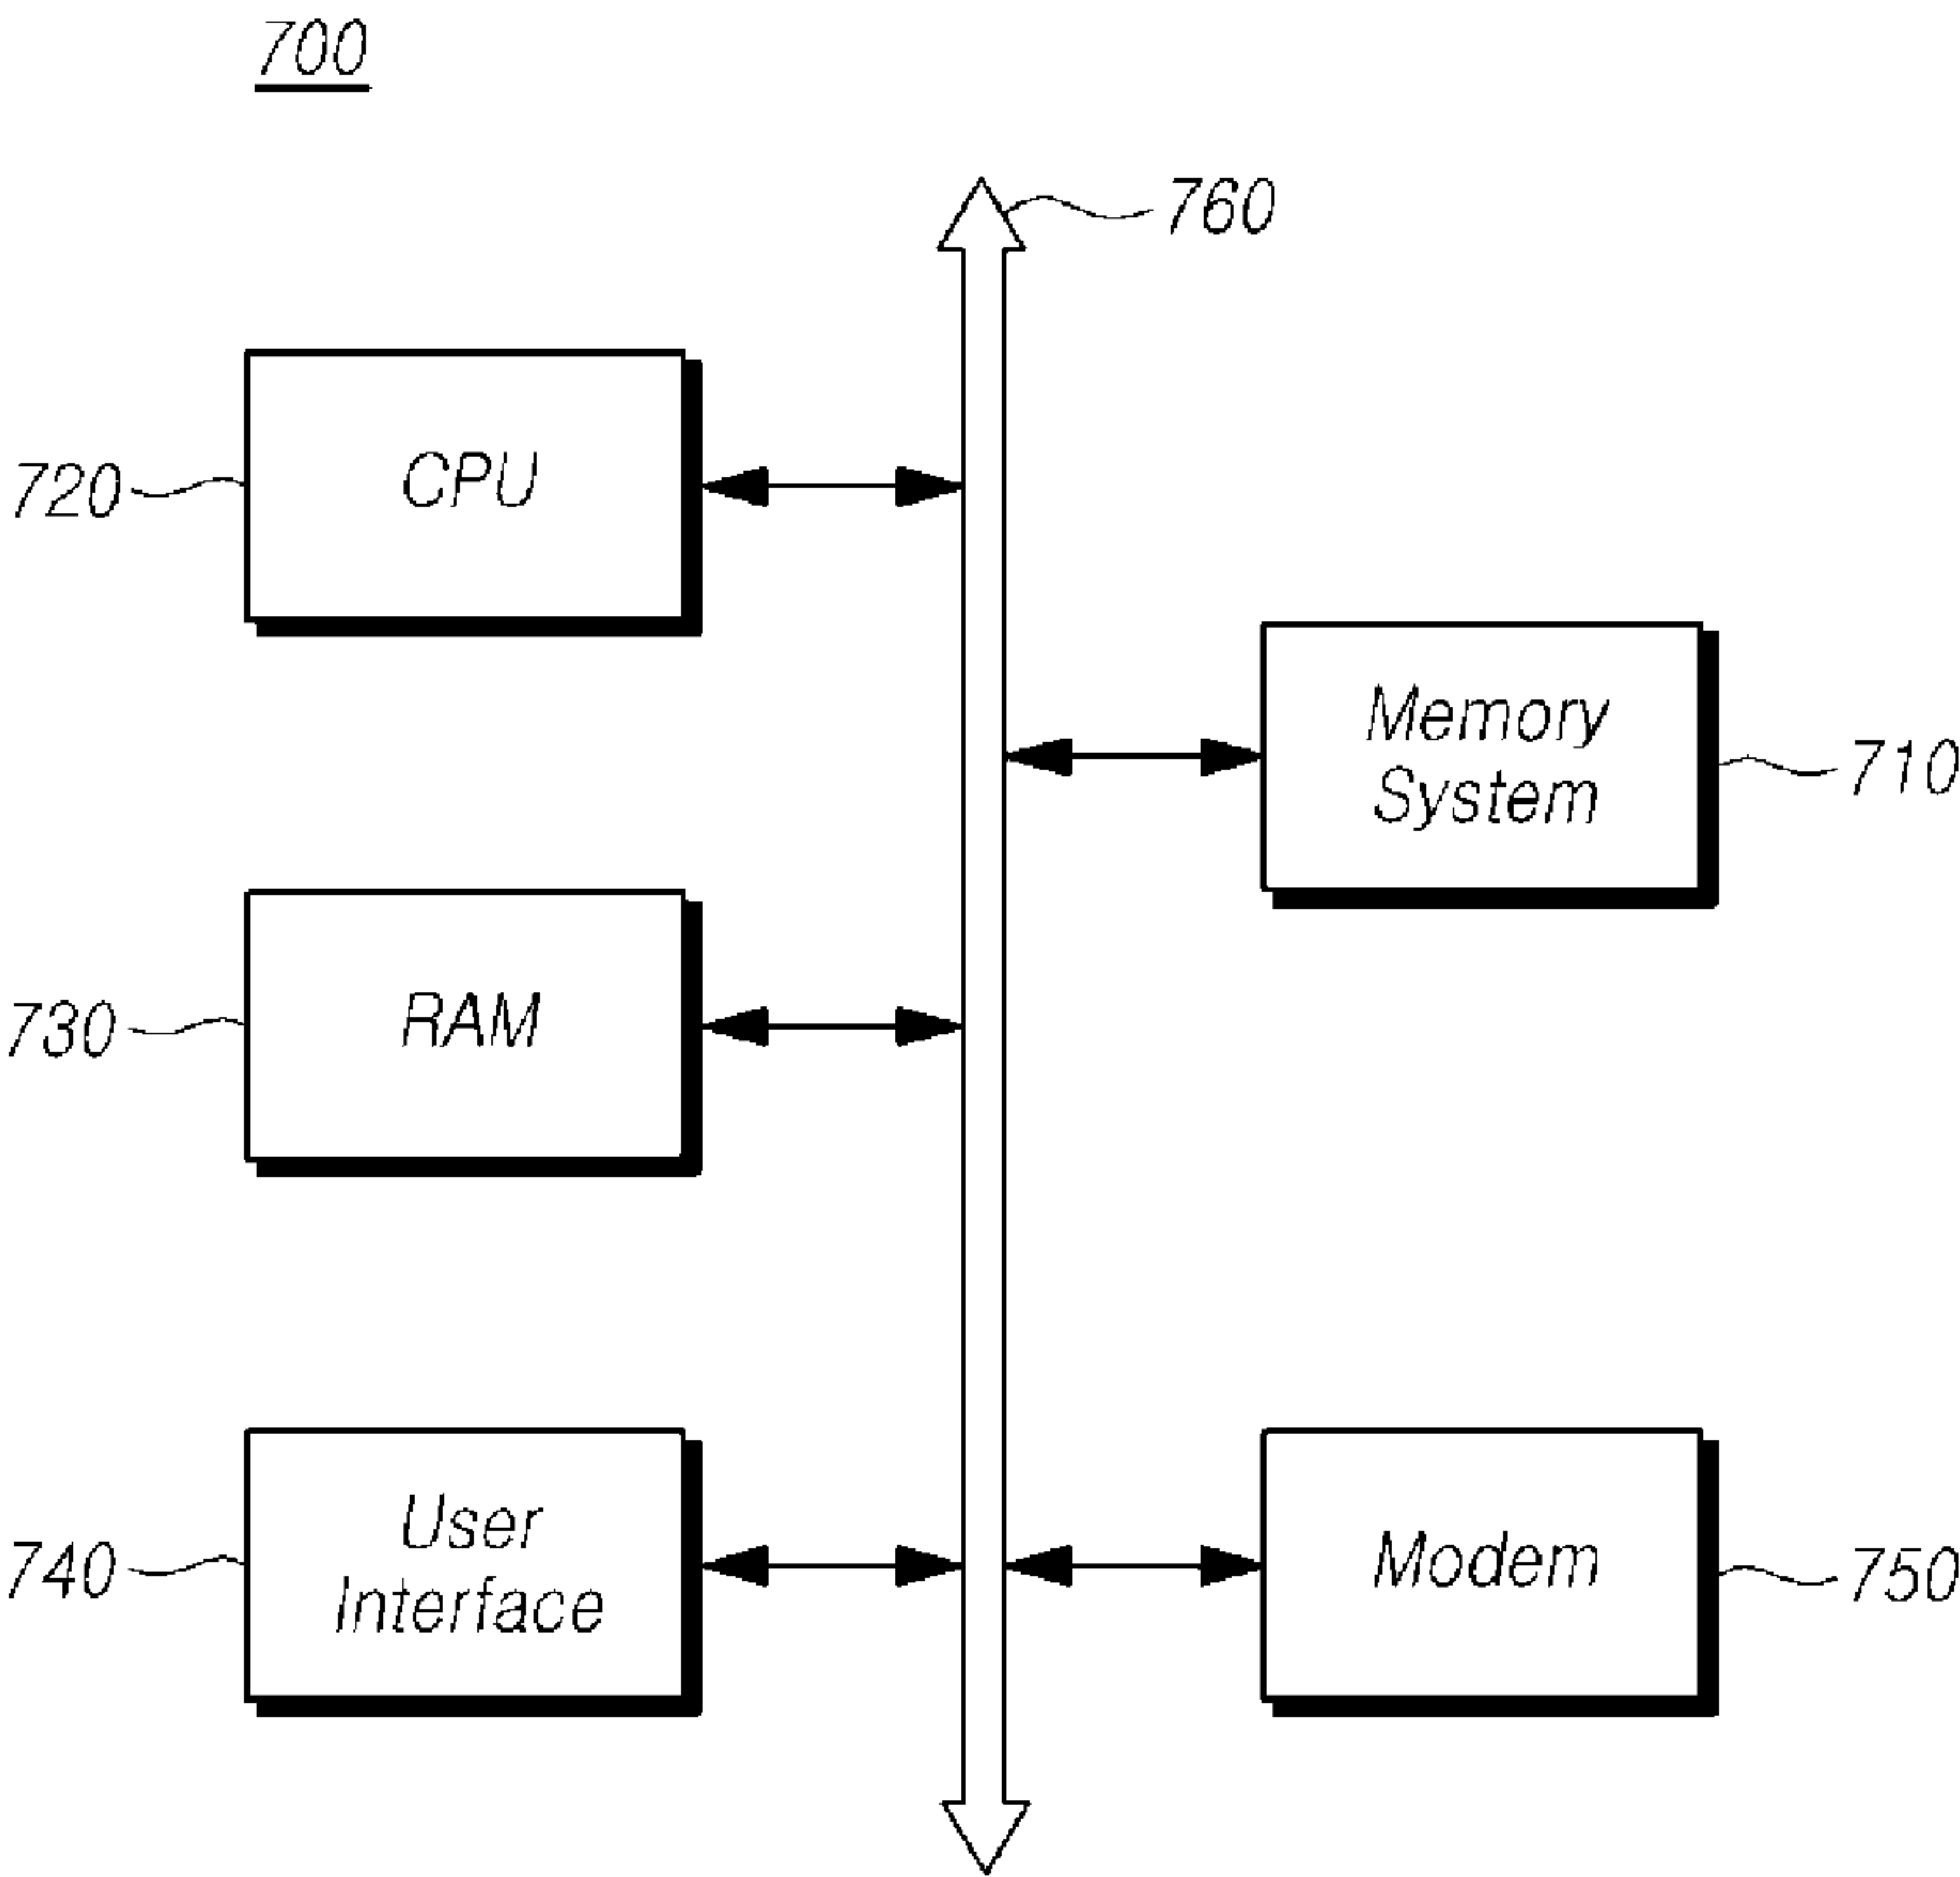 700
760
720
CPU
Memory
System
710
730
RAM
740
User
Interface
Modem
750